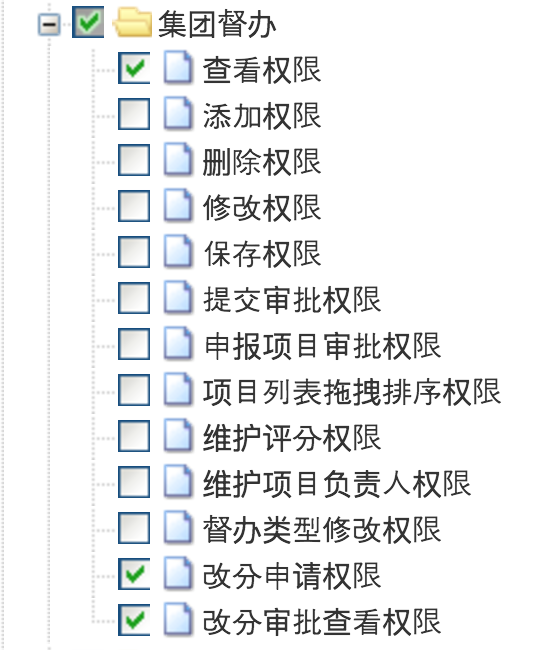 集团督办
查看权限
添加权限
删除权限
修改权限
保存权限
提交审批权限
申报项目审批权限
项目列表拖拽排序权限
维护评分权限
维护项目负责人权限
督办类型修改权限
改分申请权限
改分审批查看权限